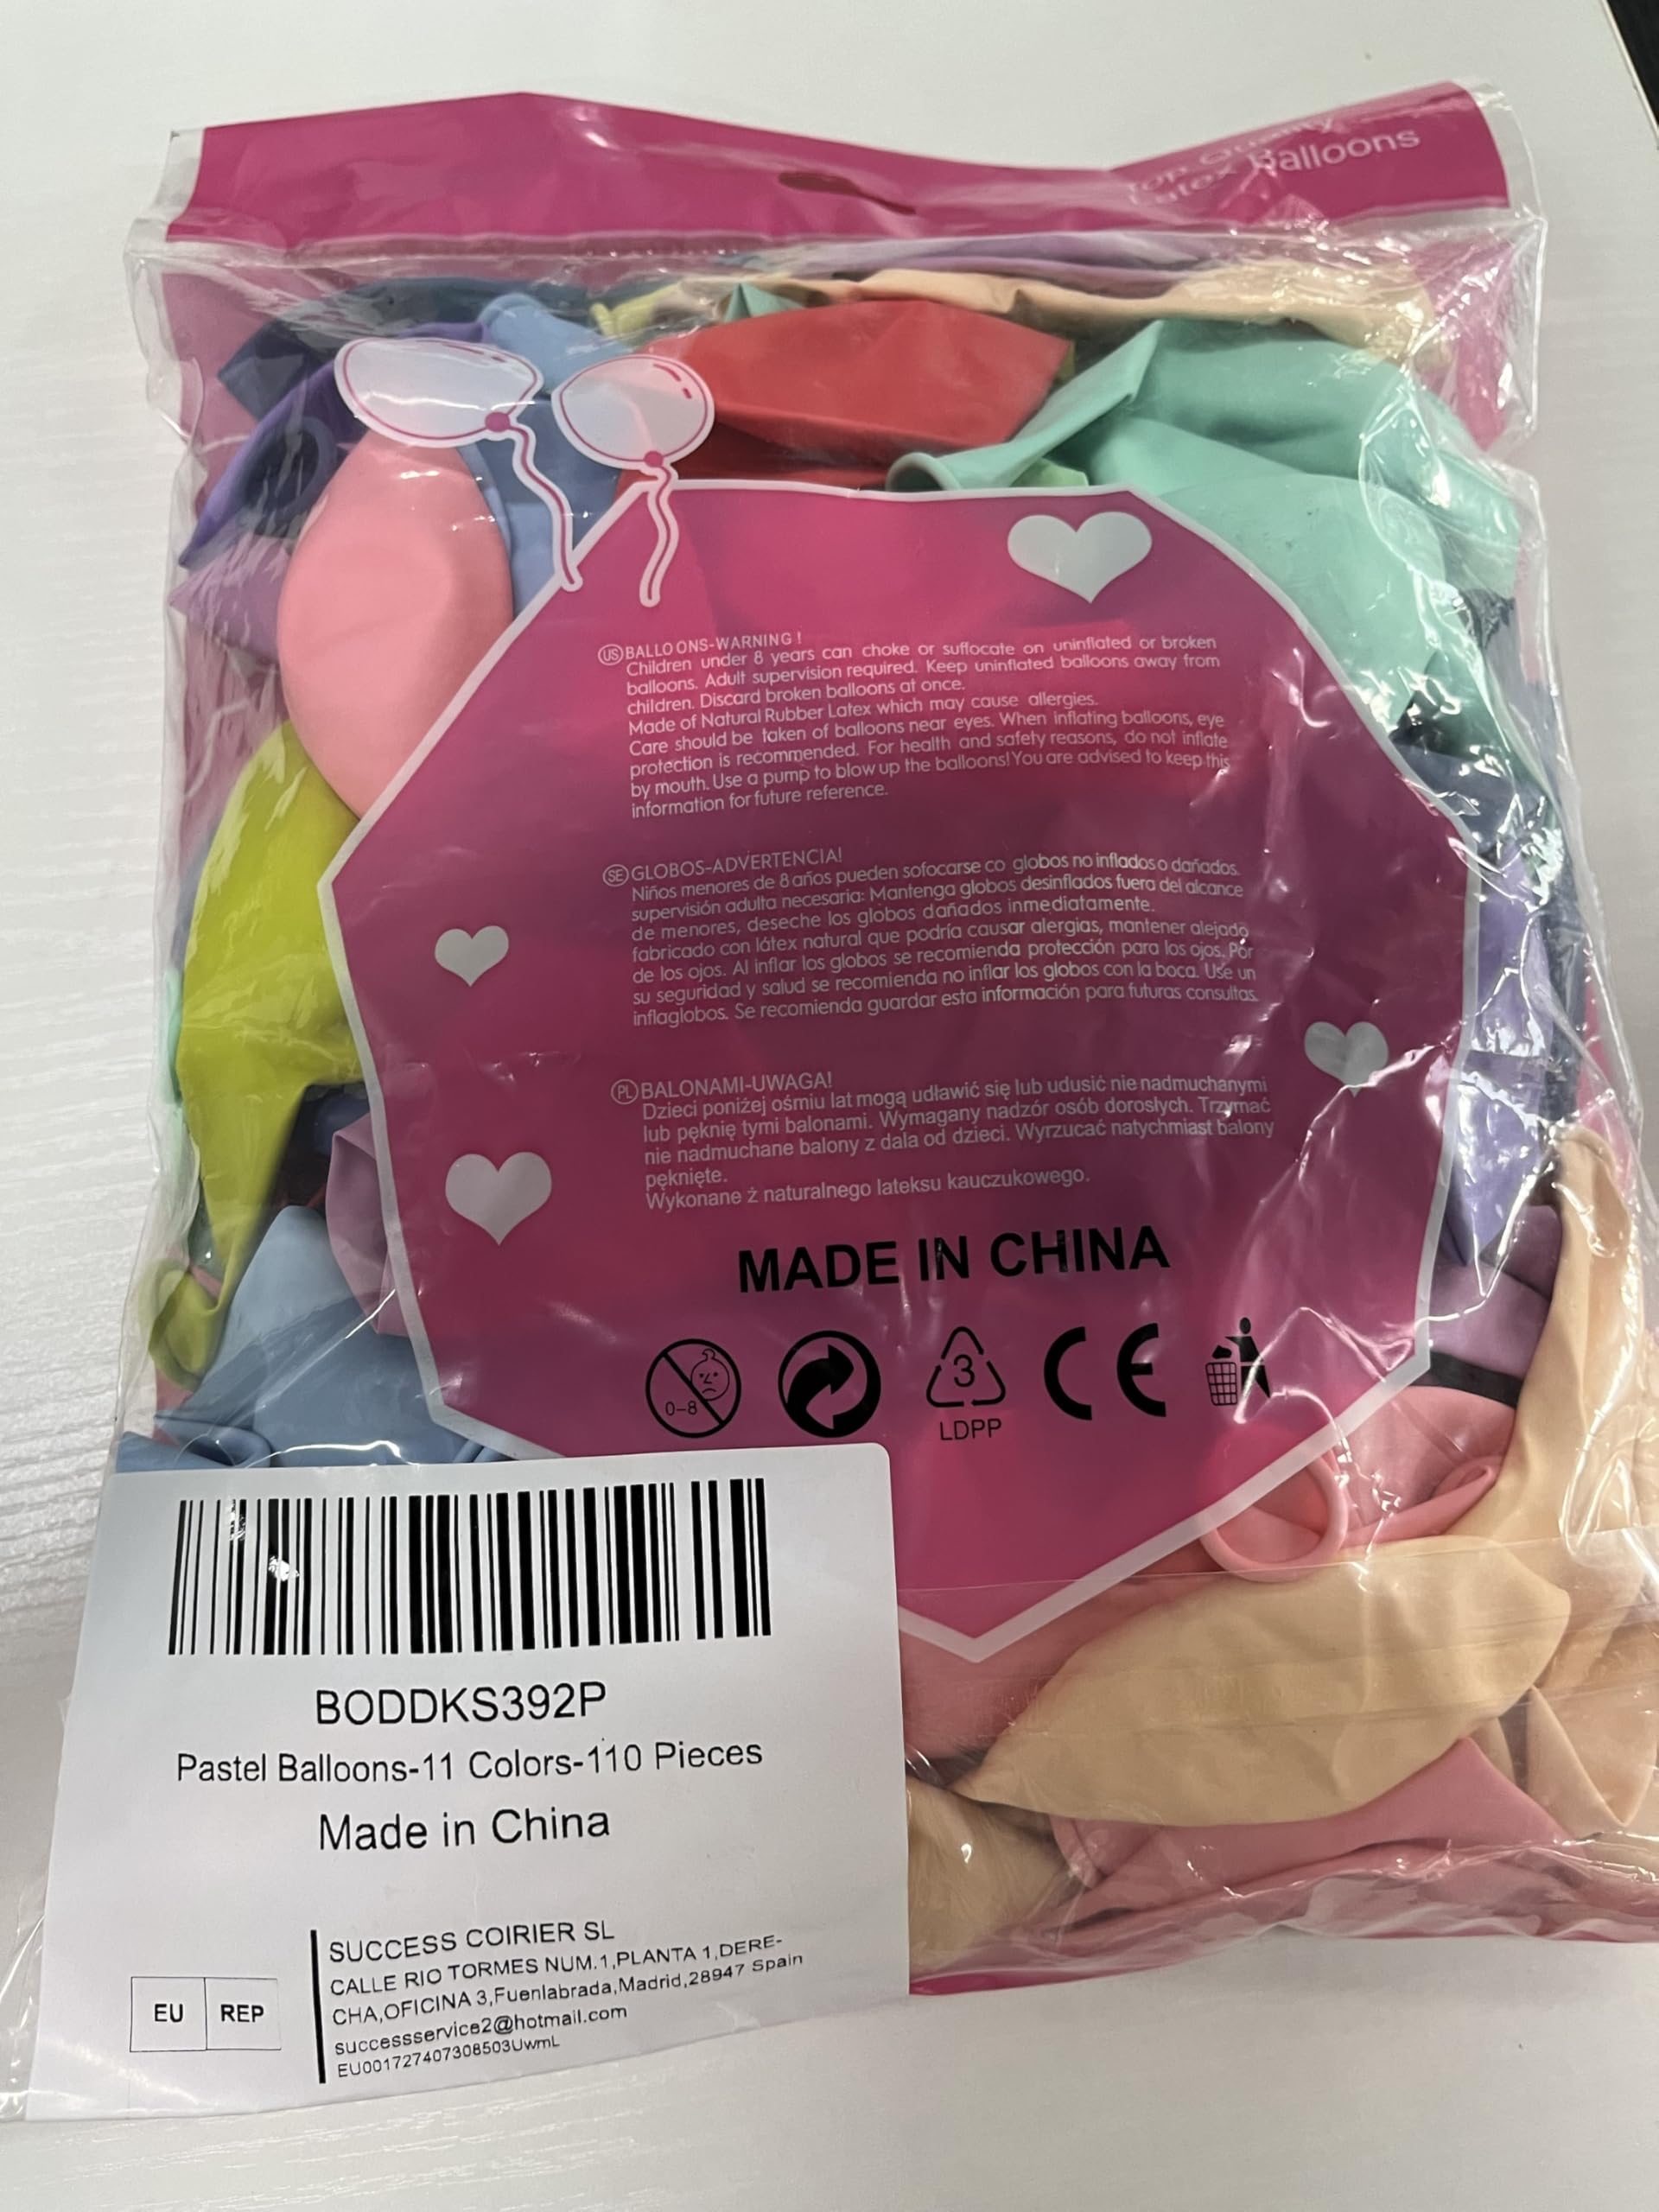 Top Quality
Latex Balloons
US BALLOONS-WARNING !
Children under 8 years can choke or suffocate on uninflated or broken
balloons. Adult supervision required. Keep uninflated balloons away from
children. Discard broken balloons at once.
Made of Natural Rubber Latex which may cause allergies.
Care should be taken of balloons near eyes. When inflating balloons, eye
protection is recommended. For health and safety reasons, do not inflate
by mouth. Use a pump to blow up the balloons!You are advised to keep this
information for future reference.
SE GLOBOS-ADVERTENCIA!
Niños menores de 8 años pueden sofocarse co globos no inflados o dañados.
supervisión adulta necesaria: Mantenga globos desinflados fuera del alcance
de menores, deseche los globos dañados inmediatamente.
fabricado con látex natural que podría causar alergias, mantener alejado
de los ojos. Al inflar los globos se recomienda protección para los ojos. Por
su seguridad y salud se recomienda no inflar los globos con la boca. Use un
inflaglobos. Se recomienda guardar esta información para futuras consultas.
PL BALONAMI-UWAGA!
Dzieci poniżej ośmiu lat mogą udławić się lub udusić nie nadmuchanymi
lub pęknię tymi balonami. Wymagany nadzór osób dorosłych. Trzymać
nie nadmuchane balony z dala od dzieci. Wyrzucać natychmiast balony
pęknięte.
Wykonane ż naturalnego lateksu kauczukowego.
MADE IN CHINA
0-8 3 CE
LDPP
BODDKS392P
Pastel Balloons-11 Colors-110 Pieces
Made in China
EU REP
SUCCESS COIRIER SL
CALLE RIO TORMES NUM.1,PLANTA 1,DERE-
CHA,OFICINA 3,Fuenlabrada,Madrid,28947 Spain
successservice2@hotmail.com
EU001727407308503UwmL